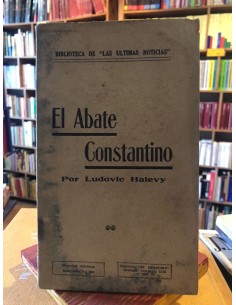 BIBLIOTECA DE "LAS ULTIMAS NOTICIAS"
El Abate
Constantino
Por Ludovic Halevy